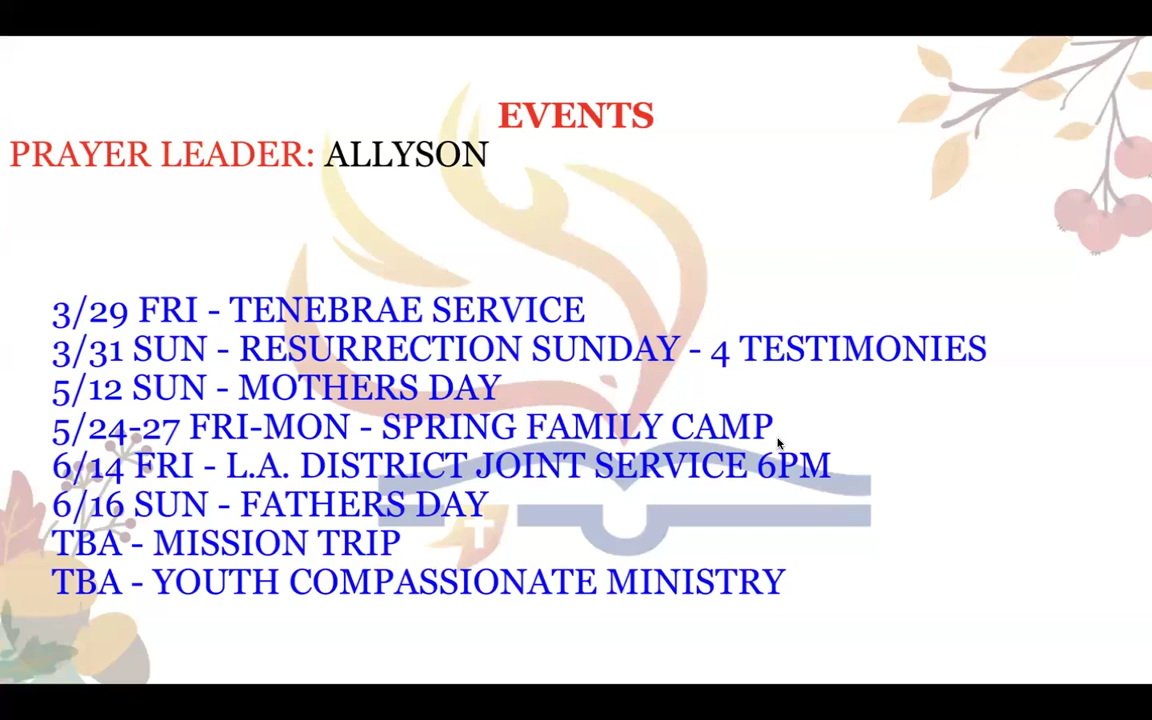 EVENTS
PRAYER LEADER: ALLYSON
3/29 FRI - TENEBRAE SERVICE
3/31 SUN - RESURRECTION SUNDAY - 4 TESTIMONIES
5/12 SUN - MOTHERS DAY
5/24-27 FRI-MON - SPRING FAMILY CAMP
6/14 FRI - L.A. DISTRICT JOINT SERVICE 6PM
6/16 SUN - FATHERS DAY
TBA - MISSION TRIP
TBA - YOUTH COMPASSIONATE MINISTRY